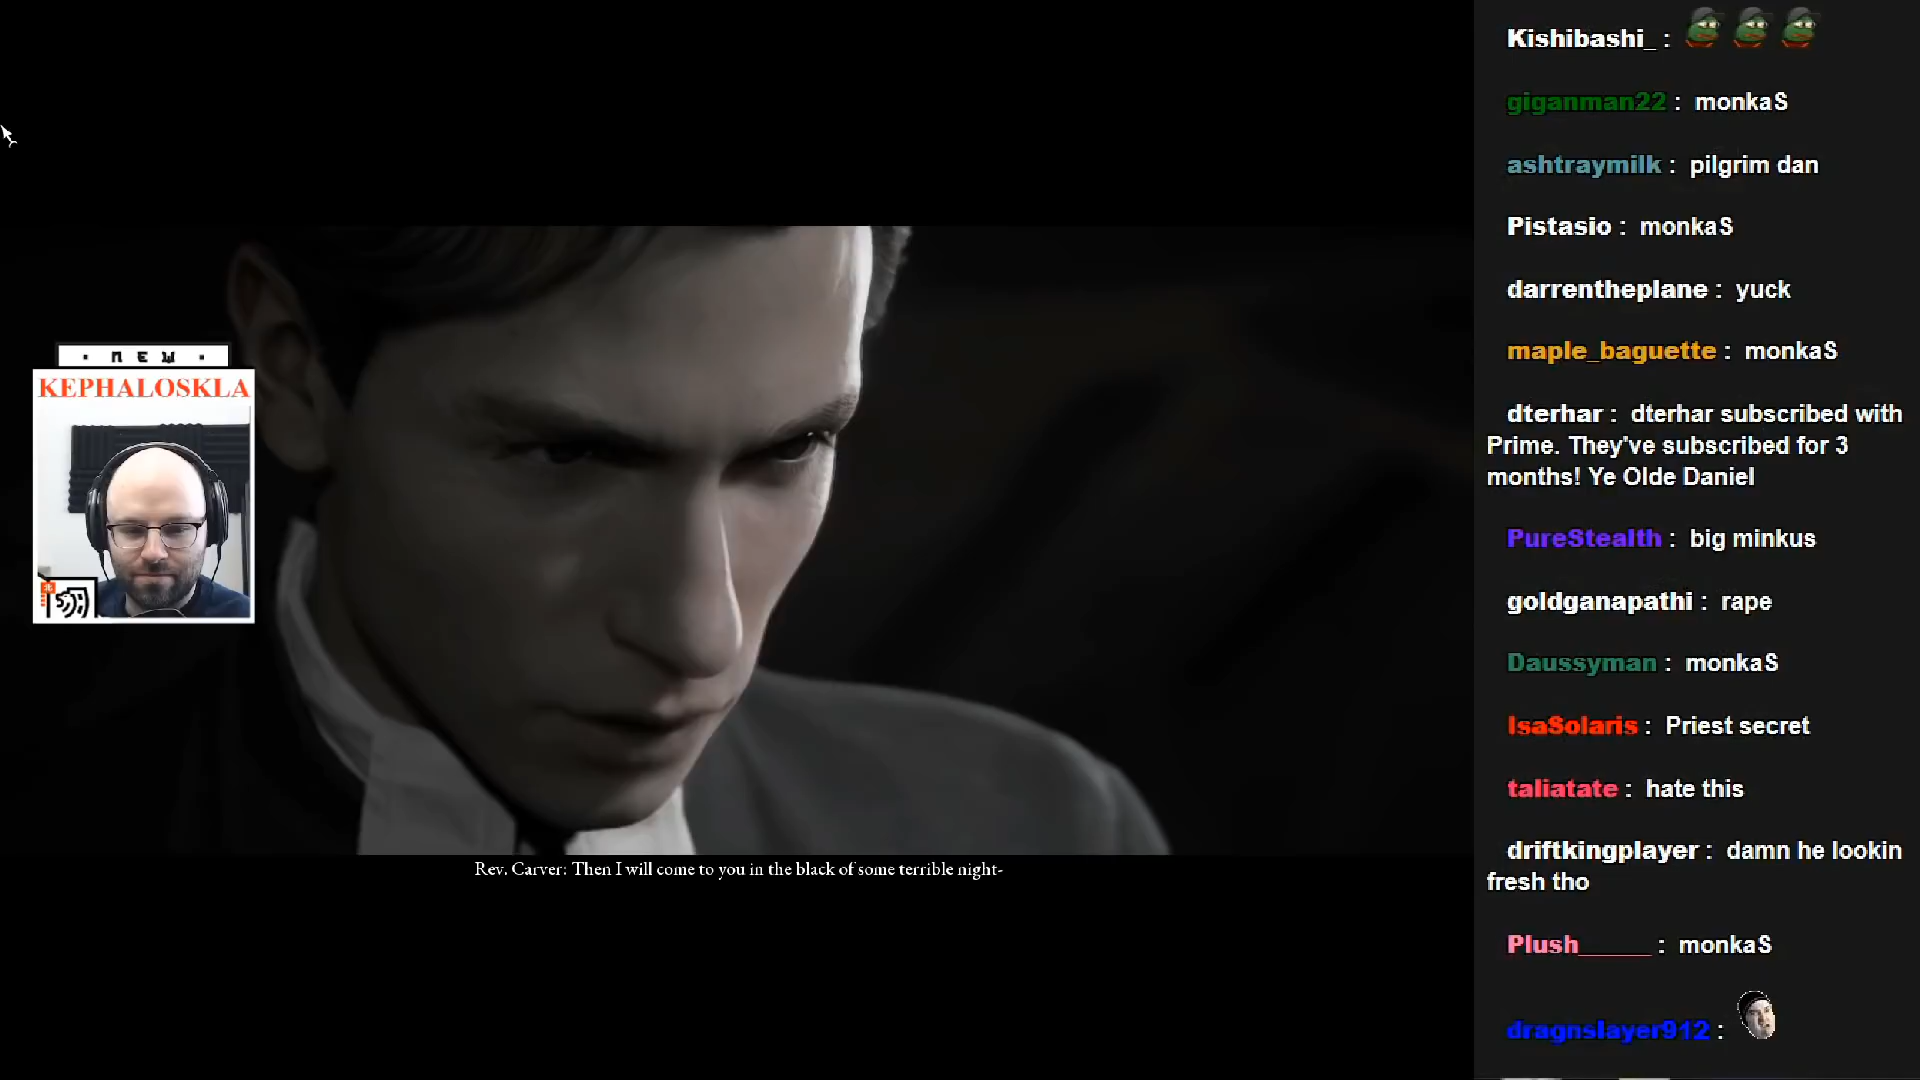 · NEW ·
KEPHALOSKLA
Rev. Carver: Then I will come to you in the black of some terrible night-
Kishibashi_ :
giganman22 : monkaS
ashtraymilk : pilgrim dan
Pistasio : monkaS
darrentheplane : yuck
maple_baguette : monkaS
dterhar : dterhar subscribed with
Prime. They've subscribed for 3
months! Ye Olde Daniel
PureStealth : big minkus
goldganapathi : rape
Daussyman : monkaS
IsaSolaris : Priest secret
taliatate : hate this
driftkingplayer : damn he lookin
fresh tho
Plush______ : monkaS
dragnslayer912 :